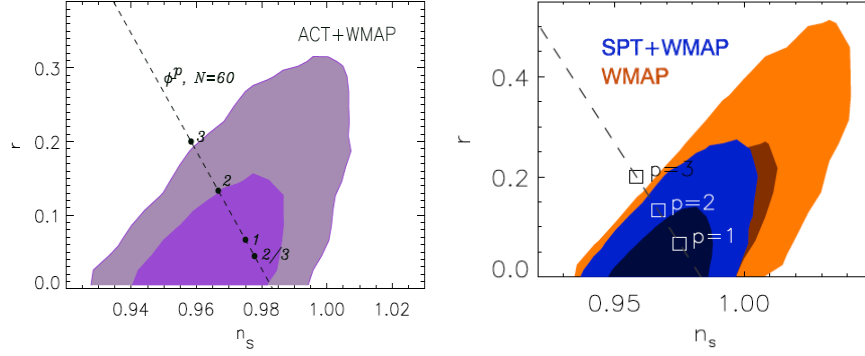 ACT+WMAP
φᵖ, N=60
0.3
0.2
0.1
0.0
r
3
2
1
2/3
0.94 0.96 0.98 1.00 1.02
n_s
SPT+WMAP
WMAP
0.4
0.2
0.0
r
p=3
p=2
p=1
0.95 1.00
n_s